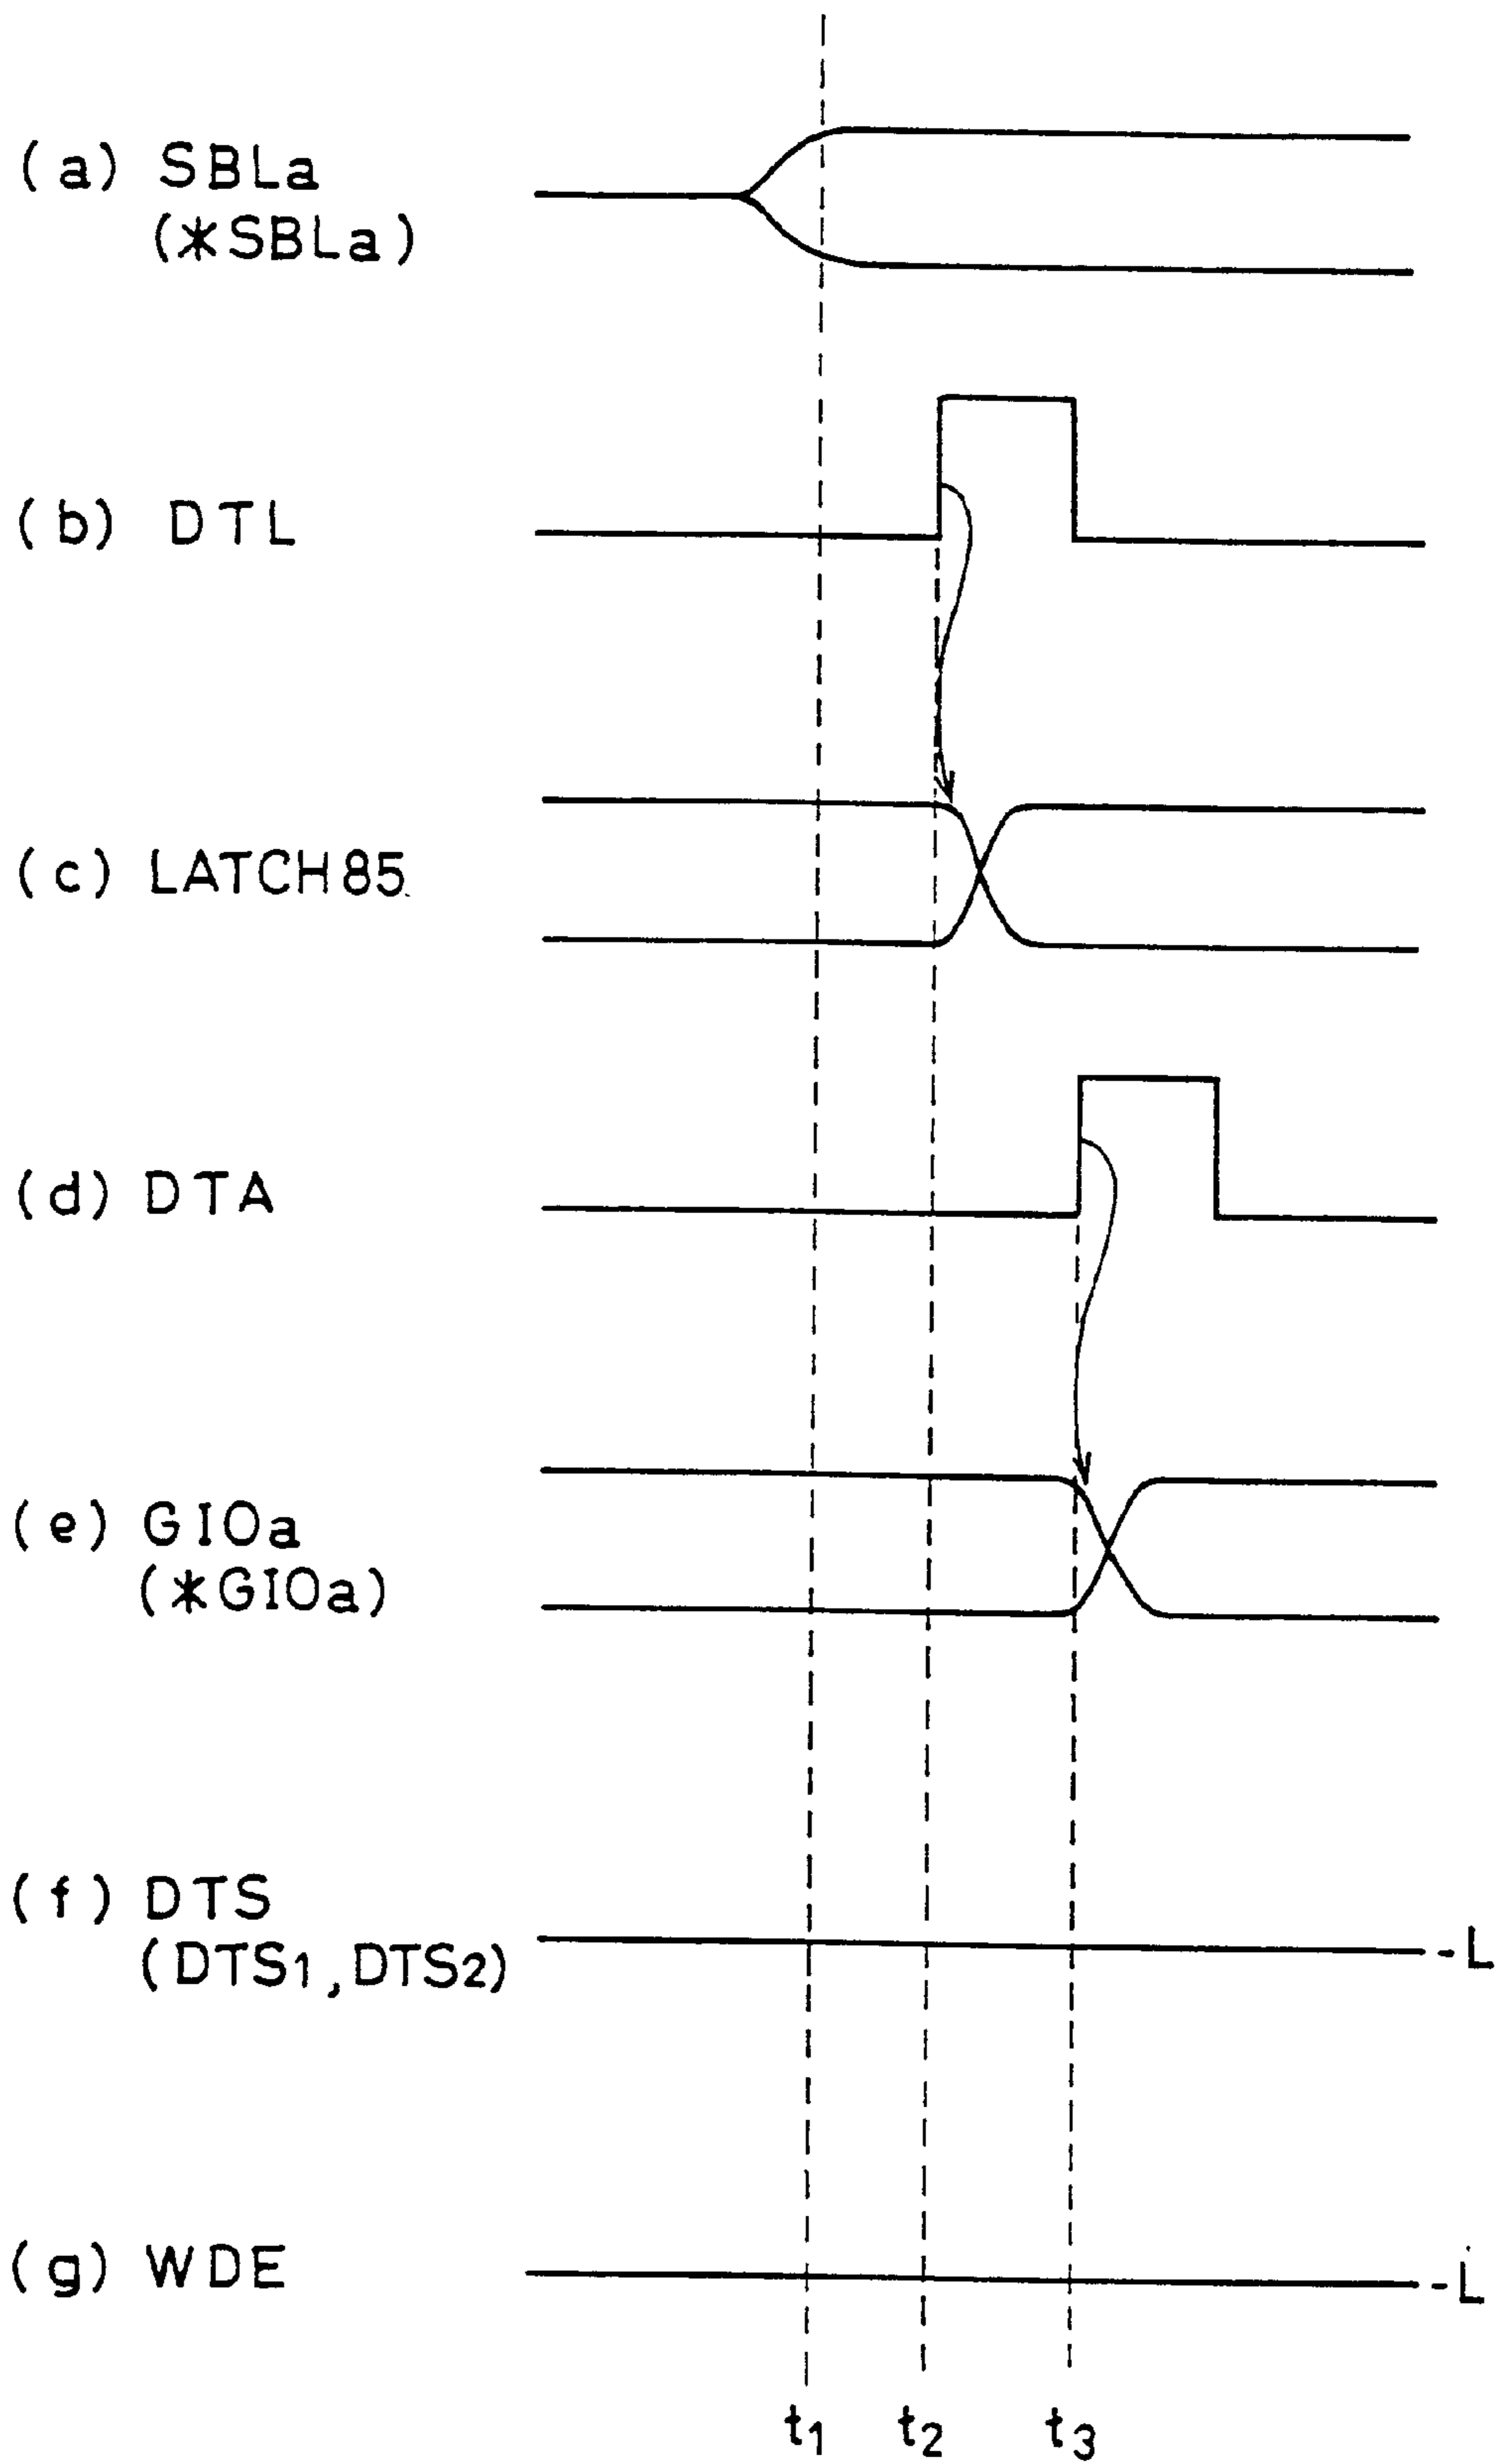 (a) SBLa
(*SBLa)
(b) DTL
(c) LATCH85
(d) DTA
(e) GIOa
(*GIOa)
(f) DTS
(DTS1, DTS2)
-L
(g) WDE
-L
t1 t2 t3